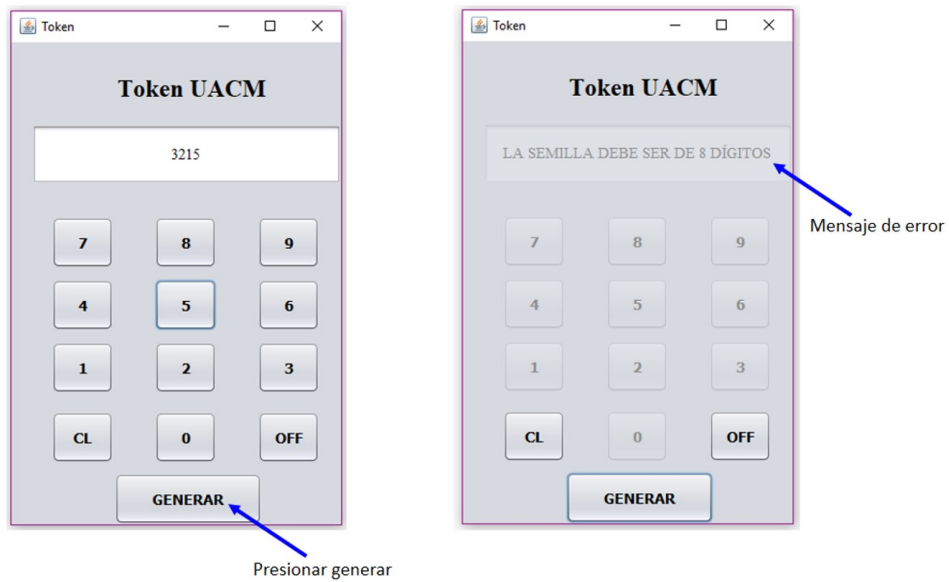 Token
Token UACM
3215
7 8 9
4 5 6
1 2 3
CL 0 OFF
GENERAR
Presionar generar
Token
Token UACM
LA SEMILLA DEBE SER DE 8 DÍGITOS
7 8 9
4 5 6
1 2 3
CL 0 OFF
GENERAR
Mensaje de error